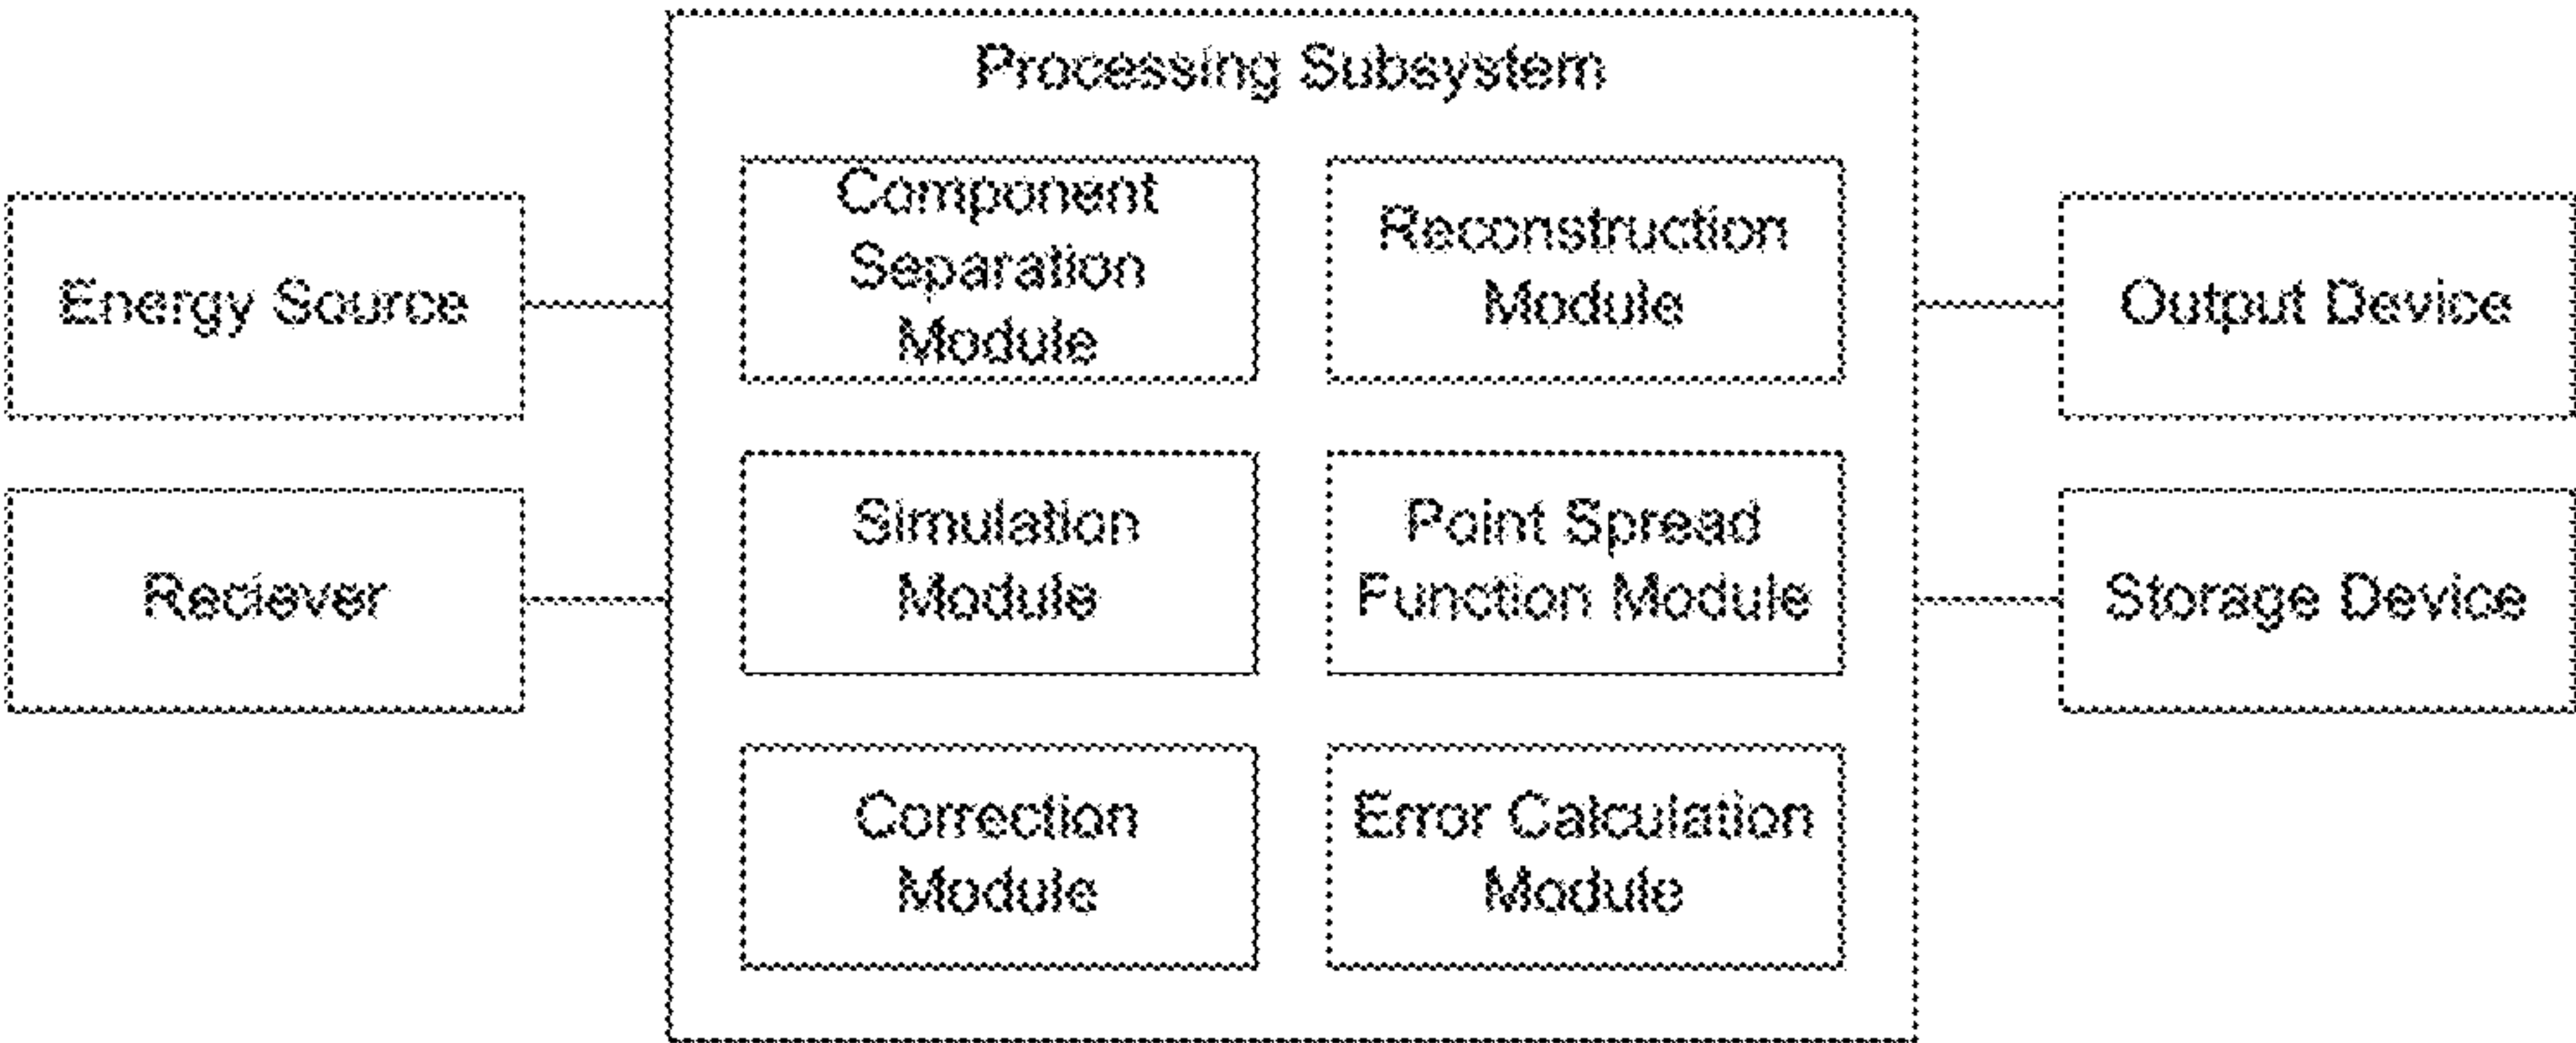 Processing Subsystem
Energy Source
Reciever
Component
Separation
Module
Reconstruction
Module
Simulation
Module
Point Spread
Function Module
Correction
Module
Error Calculation
Module
Output Device
Storage Device